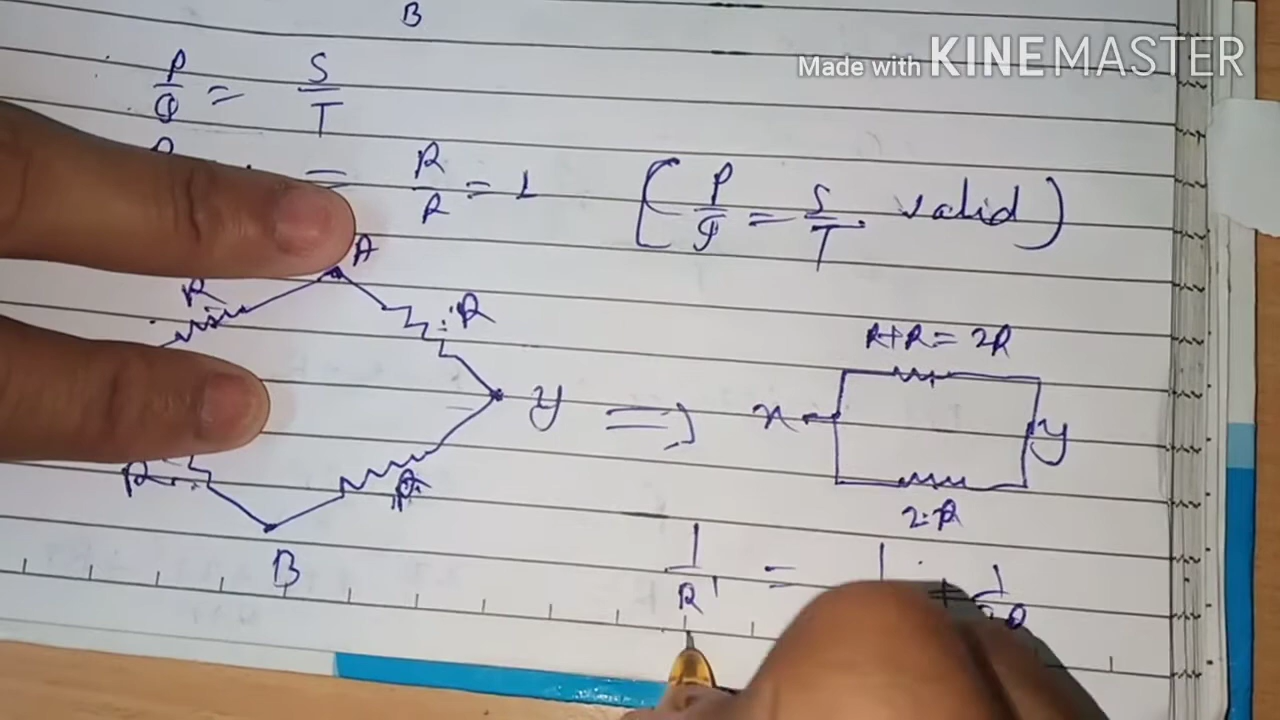 B
Made with KINEMASTER
P/Q = S/T
= R/R = 1 (P/Q = S/T valid)
A
R
R
R+R = 2R
x
y
⇒
y
R
R
2R
B
1/R' =